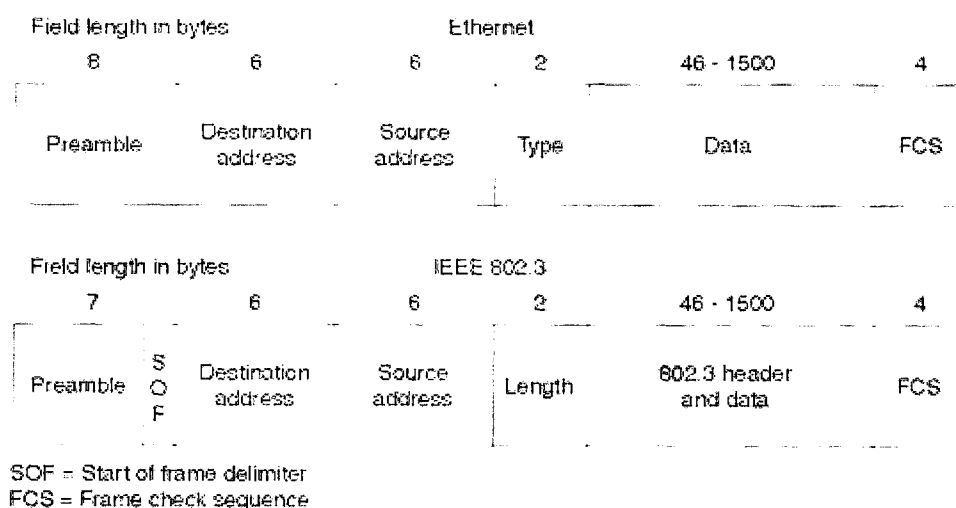 Field length in bytes Ethernet
8 6 6 2 46 - 1500 4
Preamble Destination address Source address Type Data FCS
Field length in bytes IEEE 802.3
7 6 6 2 46 - 1500 4
Preamble SOF Destination address Source address Length 802.3 header and data FCS
SOF = Start of frame delimiter
FCS = Frame check sequence